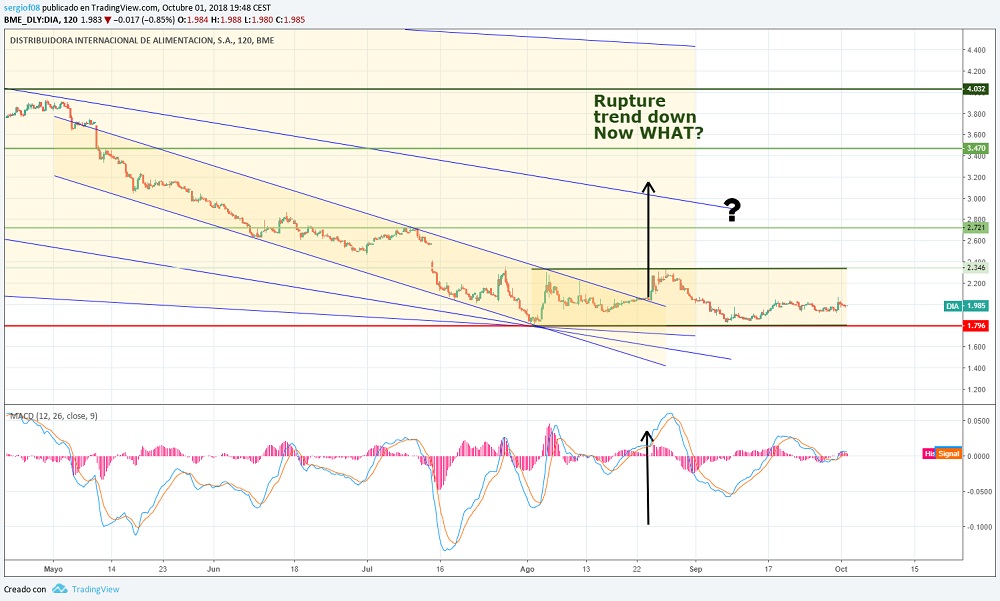 sergiof08 publicado en TradingView.com, Octubre 01, 2018 19:48 CEST
BME_DLY:DIA, 120 1.983 ▼ −0.017 (−0.85%) O:1.984 H:1.988 L:1.980 C:1.985
DISTRIBUIDORA INTERNACIONAL DE ALIMENTACION, S.A., 120, BME
4.400
4.200
4.032
3.800
3.600
3.470
3.200
3.000
2.800
2.721
2.600
2.400
2.346
2.200
DIA 1.985
1.796
1.600
1.400
1.200
Rupture
trend down
Now WHAT?
?
MACD (12, 26, close, 9)
0.0500
His Signal 0.0000
-0.0500
-0.1000
Mayo 14 23 Jun 18 Jul 16 Ago 13 22 Sep 17 Oct 15
Creado con TradingView